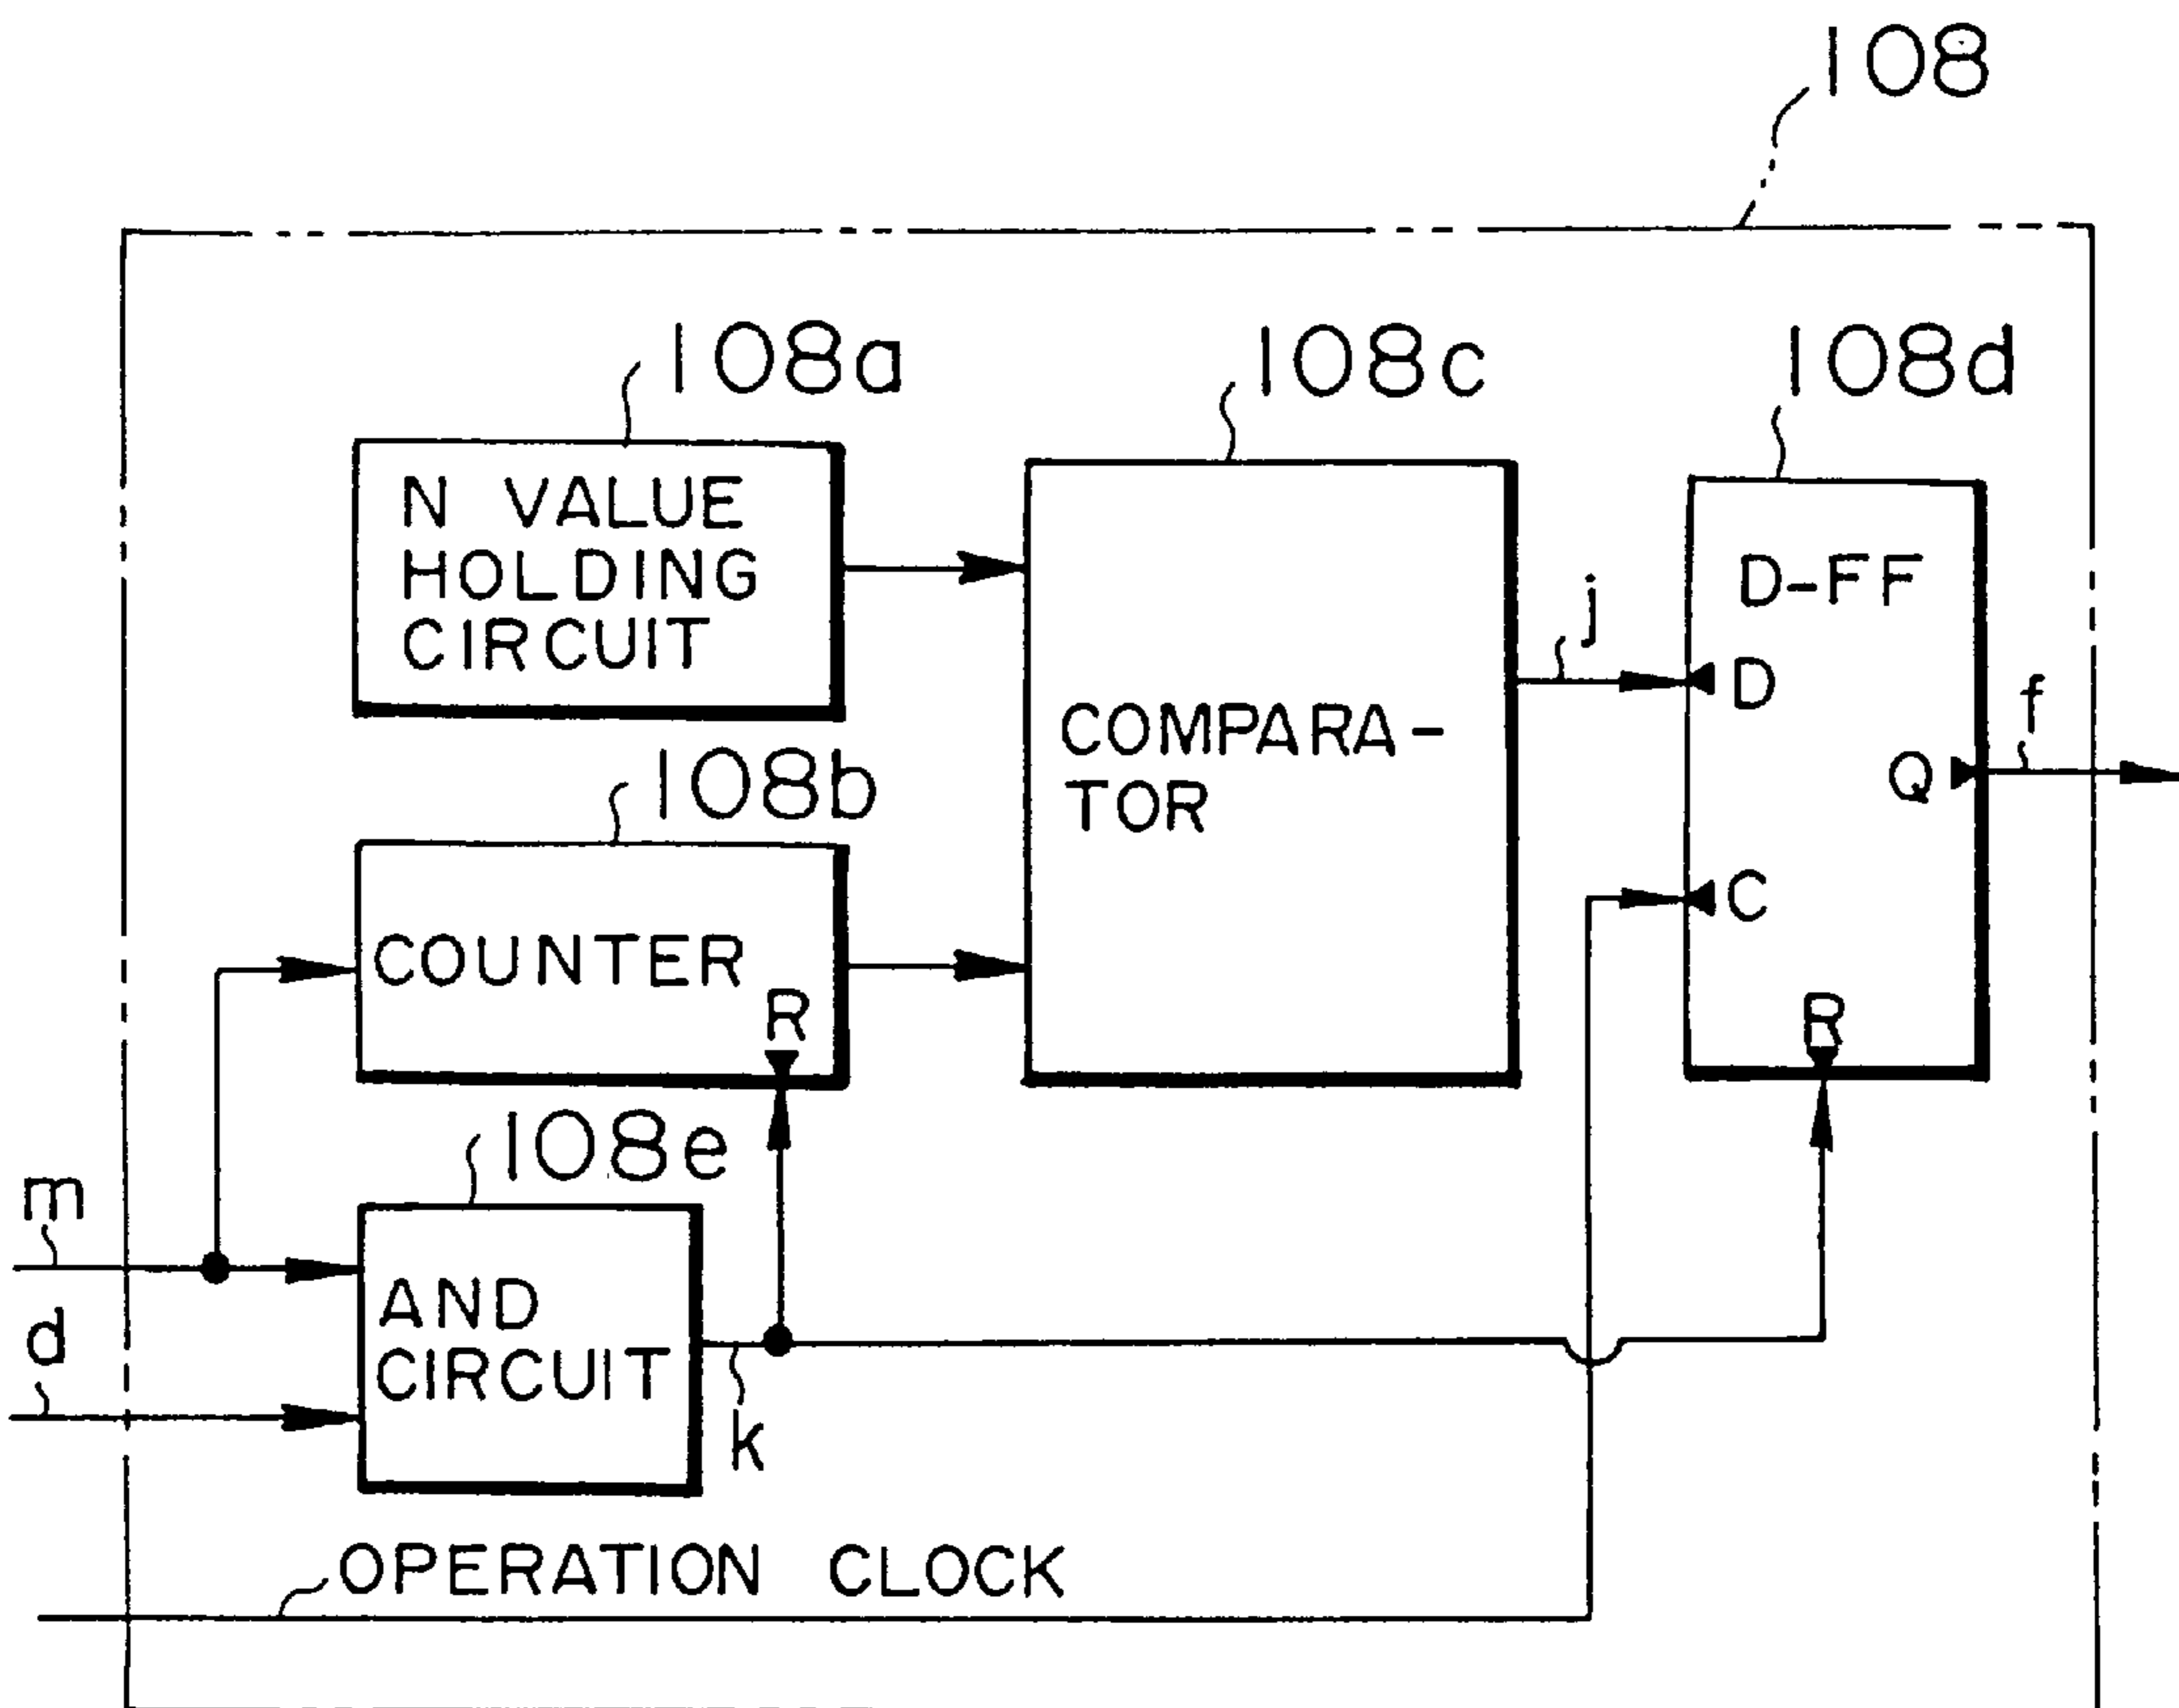 108
108a
108c
108d
N VALUE
HOLDING
CIRCUIT
D-FF
j
D
f
COMPARA-
TOR
Q
108b
C
COUNTER
R
R
108e
m
AND
CIRCUIT
d
k
OPERATION CLOCK